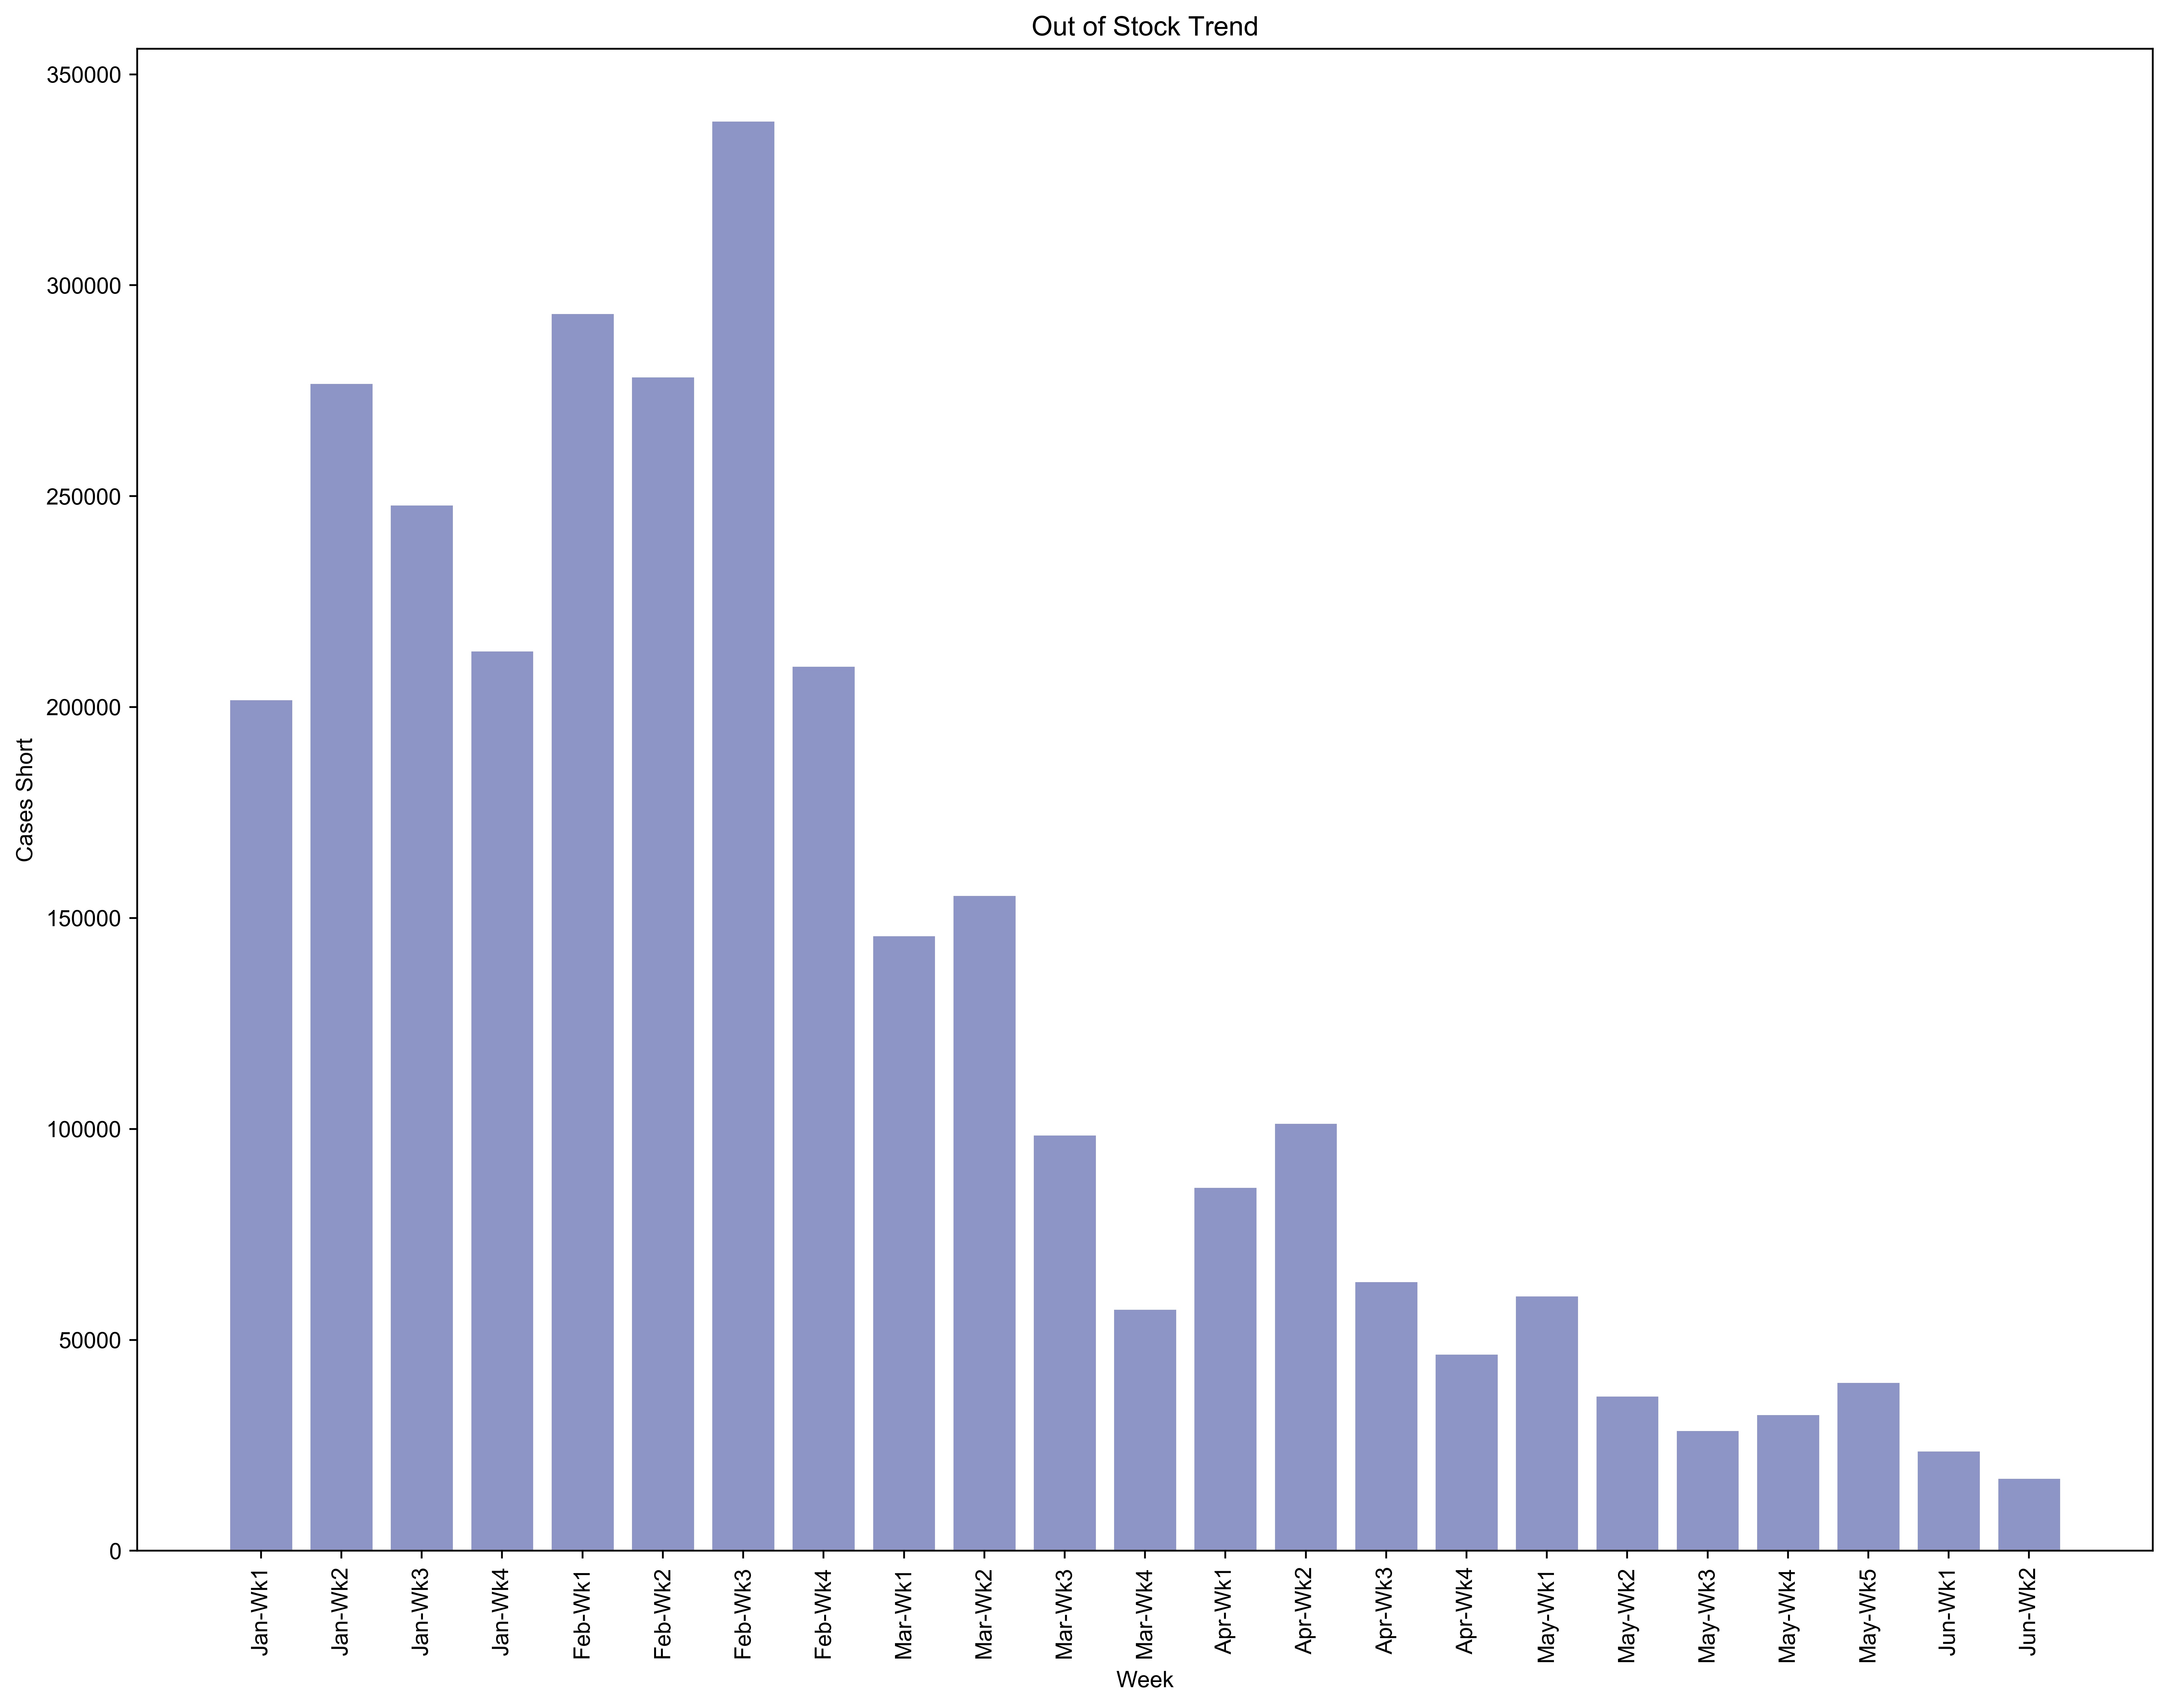 Out of Stock Trend
Cases Short
350000
300000
250000
200000
150000
100000
50000
0
Jan-Wk1
Jan-Wk2
Jan-Wk3
Jan-Wk4
Feb-Wk1
Feb-Wk2
Feb-Wk3
Feb-Wk4
Mar-Wk1
Mar-Wk2
Mar-Wk3
Mar-Wk4
Apr-Wk1
Apr-Wk2
Apr-Wk3
Apr-Wk4
May-Wk1
May-Wk2
May-Wk3
May-Wk4
May-Wk5
Jun-Wk1
Jun-Wk2
Week